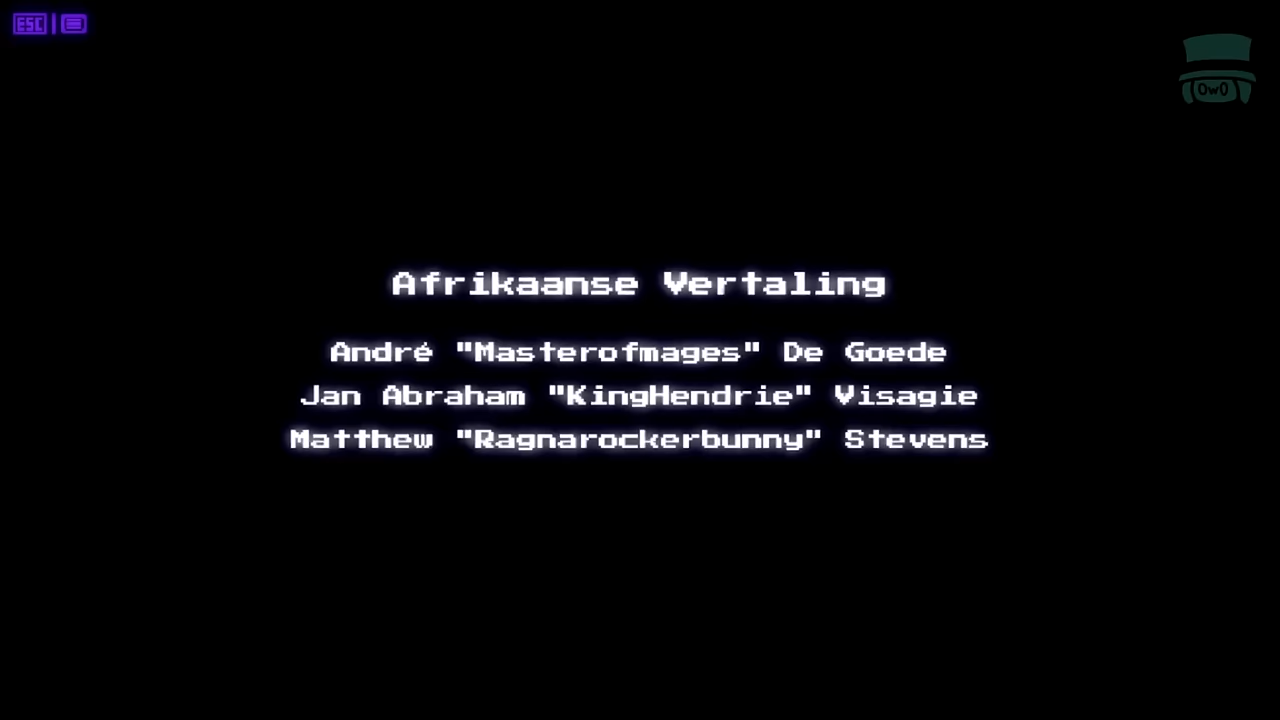 ESC
OwO
Afrikaanse Vertaling
André "Masterofmages" De Goede
Jan Abraham "KingHendrie" Visagie
Matthew "Ragnarockerbunny" Stevens